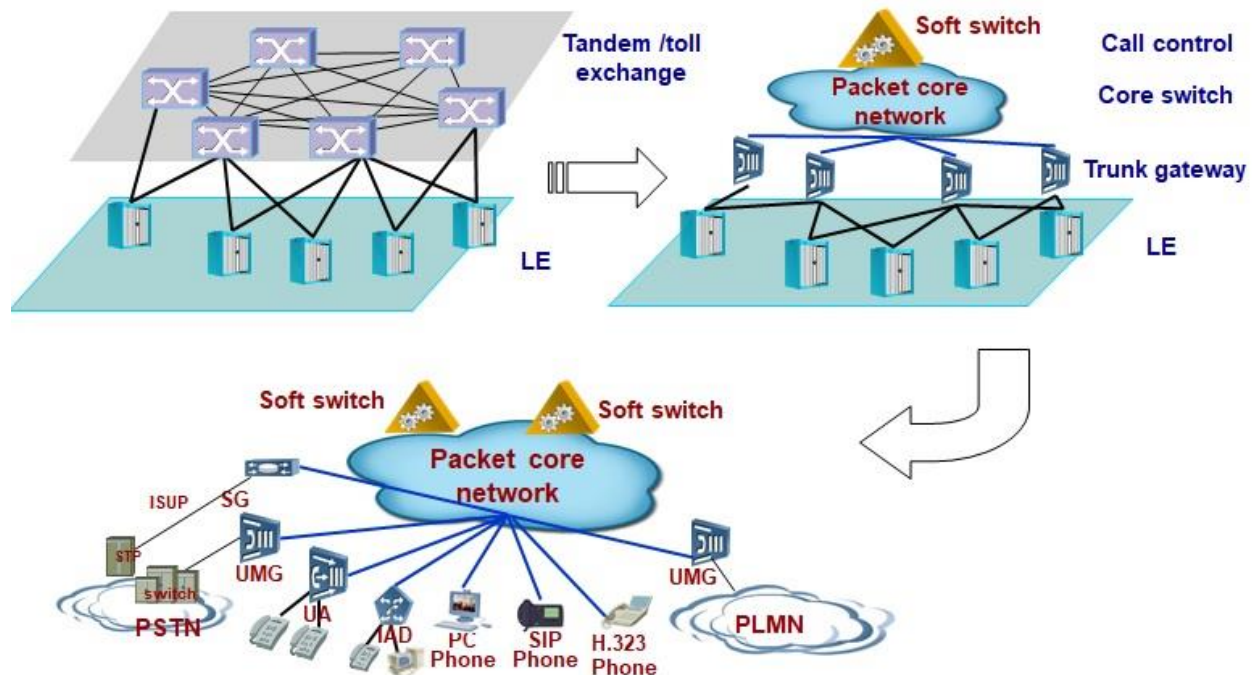 Tandem /toll
exchange
LE
Soft switch
Packet core
network
Call control
Core switch
Trunk gateway
LE
Soft switch
Soft switch
Packet core
network
ISUP
SG
STP
switch
PSTN
UMG
UA
IAD
PC
Phone
SIP
Phone
H.323
Phone
UMG
PLMN